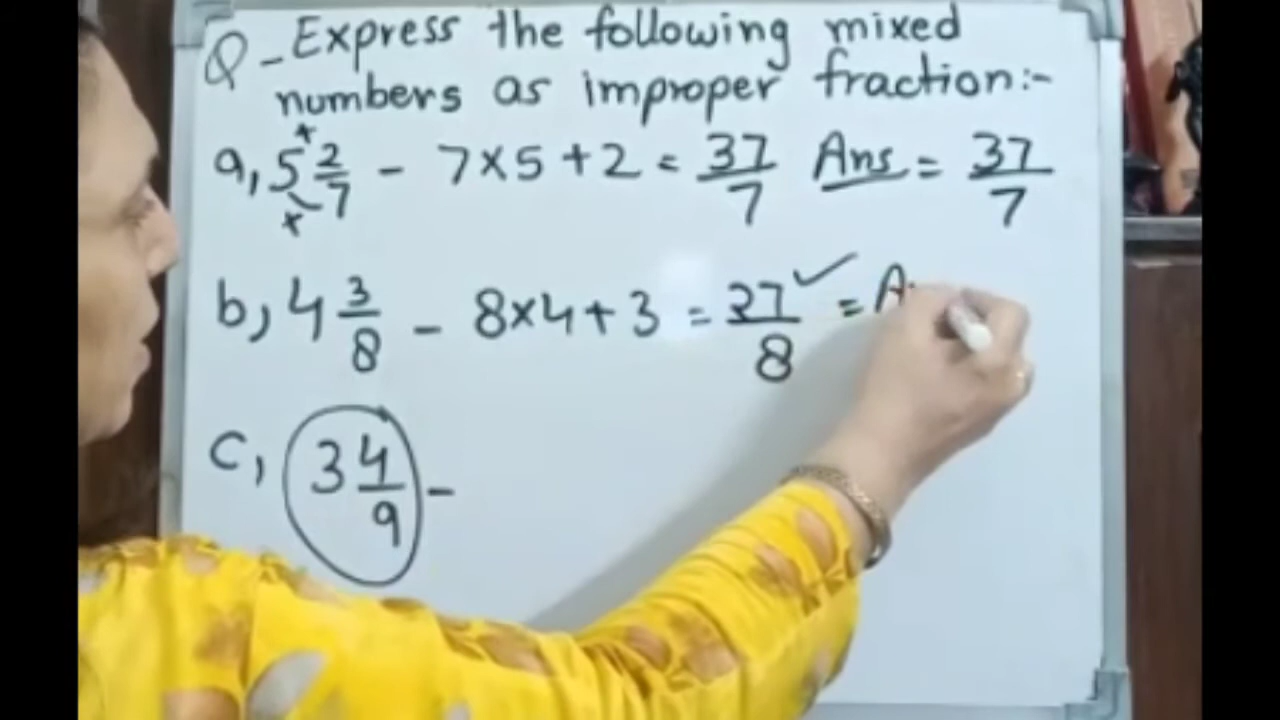 Q - Express the following mixed
numbers as improper fraction:-
a, 5 2/7 - 7×5+2 = 37/7 Ans = 37/7
b, 4 3/8 - 8×4+3 = 37/8 ✓ = A
c, 3 4/9 -